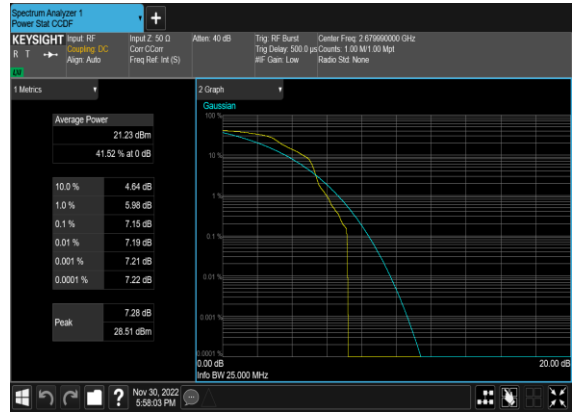 Spectrum Analyzer 1
Power Stat CCDF
KEYSIGHT
R T
LW
Input: RF
Coupling: DC
Align: Auto
Input Z: 50 Ω
Corr CCorr
Freq Ref: Int (S)
Atten: 40 dB
Trig: RF Burst
Trig Delay: 500.0 µs
#IF Gain: Low
Center Freq: 2.679990000 GHz
Counts: 1.00 M/1.00 Mpt
Radio Std: None
1 Metrics
Average Power
21.23 dBm
41.52 % at 0 dB
10.0 % 4.64 dB
1.0 % 5.98 dB
0.1 % 7.15 dB
0.01 % 7.19 dB
0.001 % 7.21 dB
0.0001 % 7.22 dB
Peak
7.28 dB
28.51 dBm
2 Graph
Gaussian
100 %
10 %
1 %
0.1 %
0.01 %
0.001 %
0.0001 %
0.00 dB
20.00 dB
Info BW 25.000 MHz
?
Nov 30, 2022
5:58:03 PM